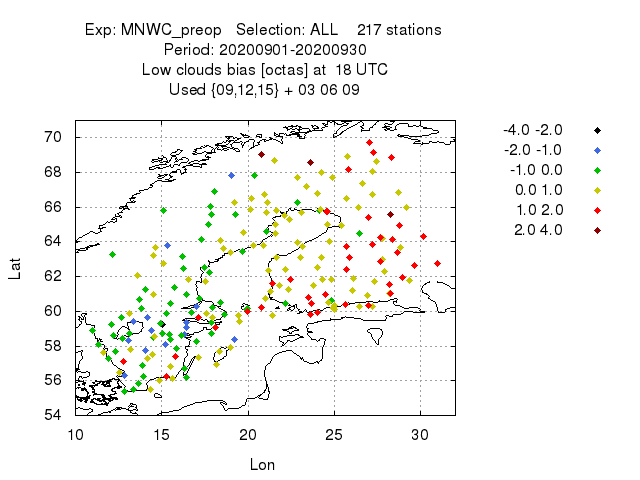 Exp: MNWC_preop   Selection: ALL    217 stations
Period: 20200901-20200930
Low clouds bias [octas] at  18 UTC
Used {09,12,15} + 03 06 09
-4.0 -2.0
-2.0 -1.0
-1.0 0.0
0.0 1.0
1.0 2.0
2.0 4.0
Lat
70
68
66
64
62
60
58
56
54
10 15 20 25 30
Lon